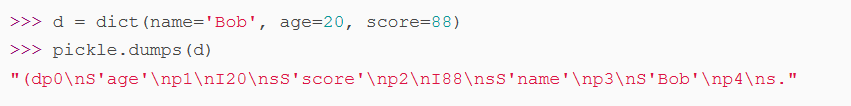 >>> d = dict(name='Bob', age=20, score=88)
>>> pickle.dumps(d)
"(dp0\nS'age'\np1\nI20\nsS'score'\np2\nI88\nsS'name'\np3\nS'Bob'\np4\ns."